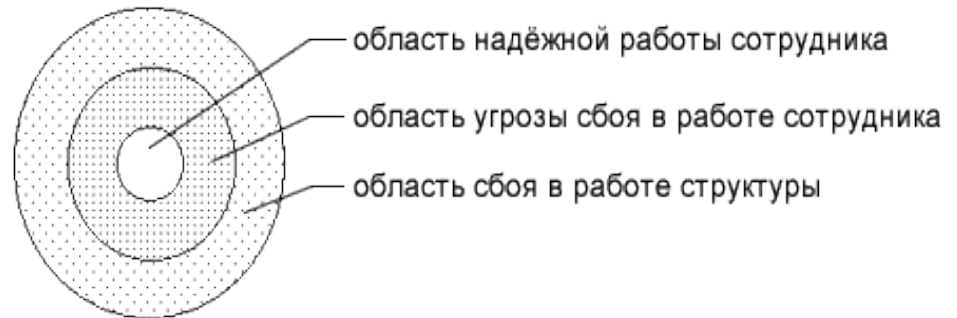 область надёжной работы сотрудника
область угрозы сбоя в работе сотрудника
область сбоя в работе структуры